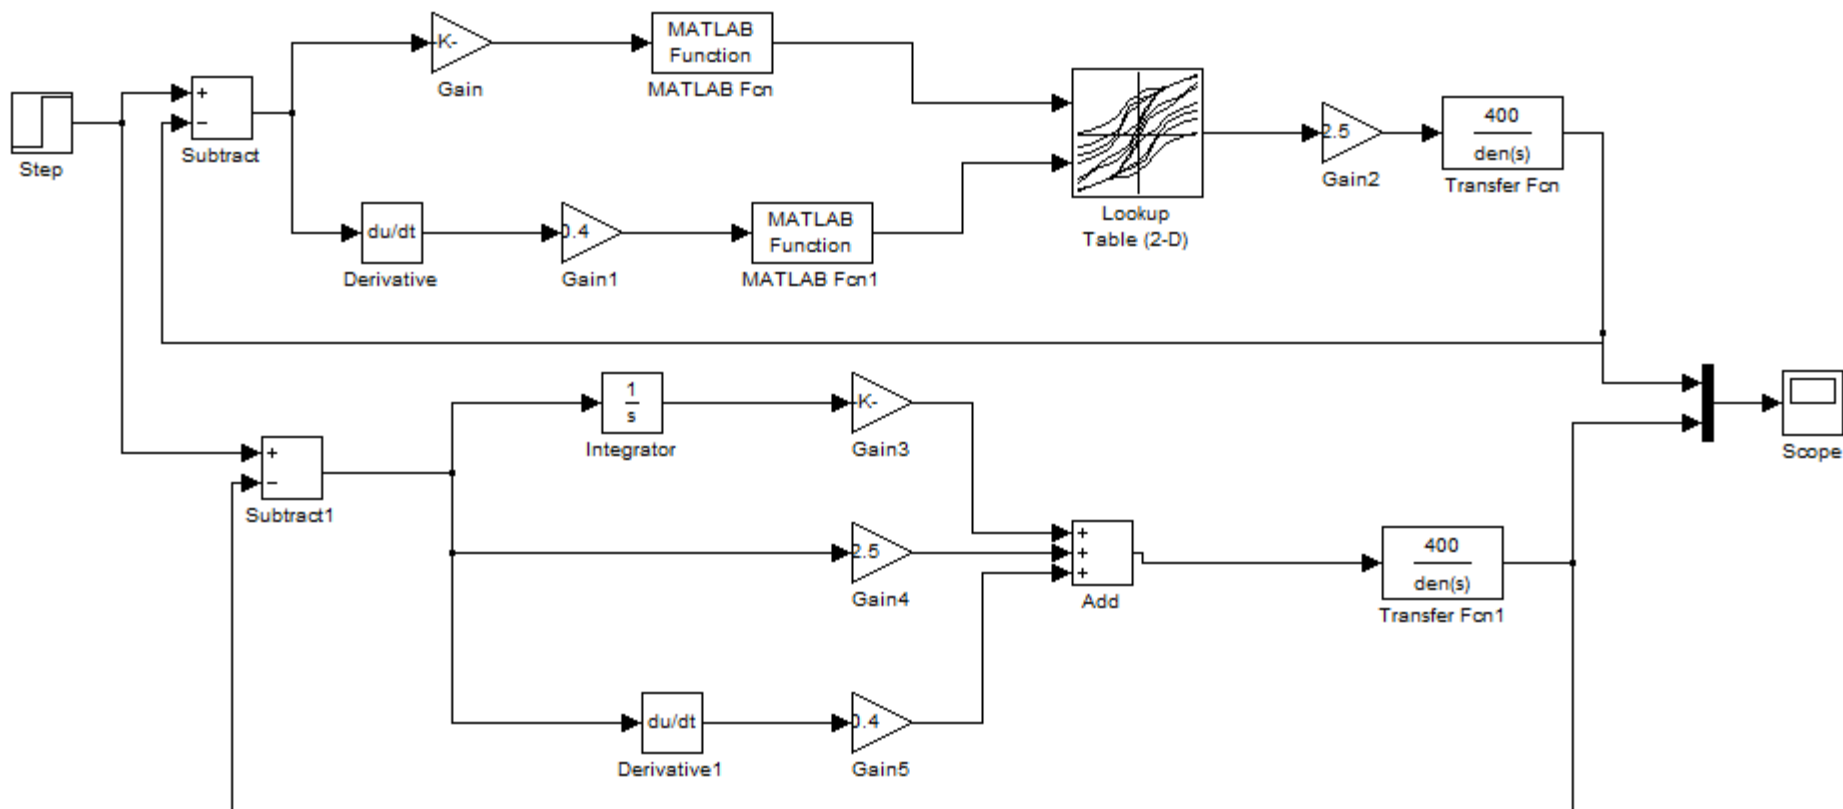 Step
+
−
Subtract
-K-
Gain
MATLAB
Function
MATLAB Fcn
du/dt
Derivative
0.4
Gain1
MATLAB
Function
MATLAB Fcn1
Lookup
Table (2-D)
2.5
Gain2
400
den(s)
Transfer Fcn
+
−
Subtract1
1
s
Integrator
-K-
Gain3
2.5
Gain4
du/dt
Derivative1
0.4
Gain5
+
+
+
Add
400
den(s)
Transfer Fcn1
Scope